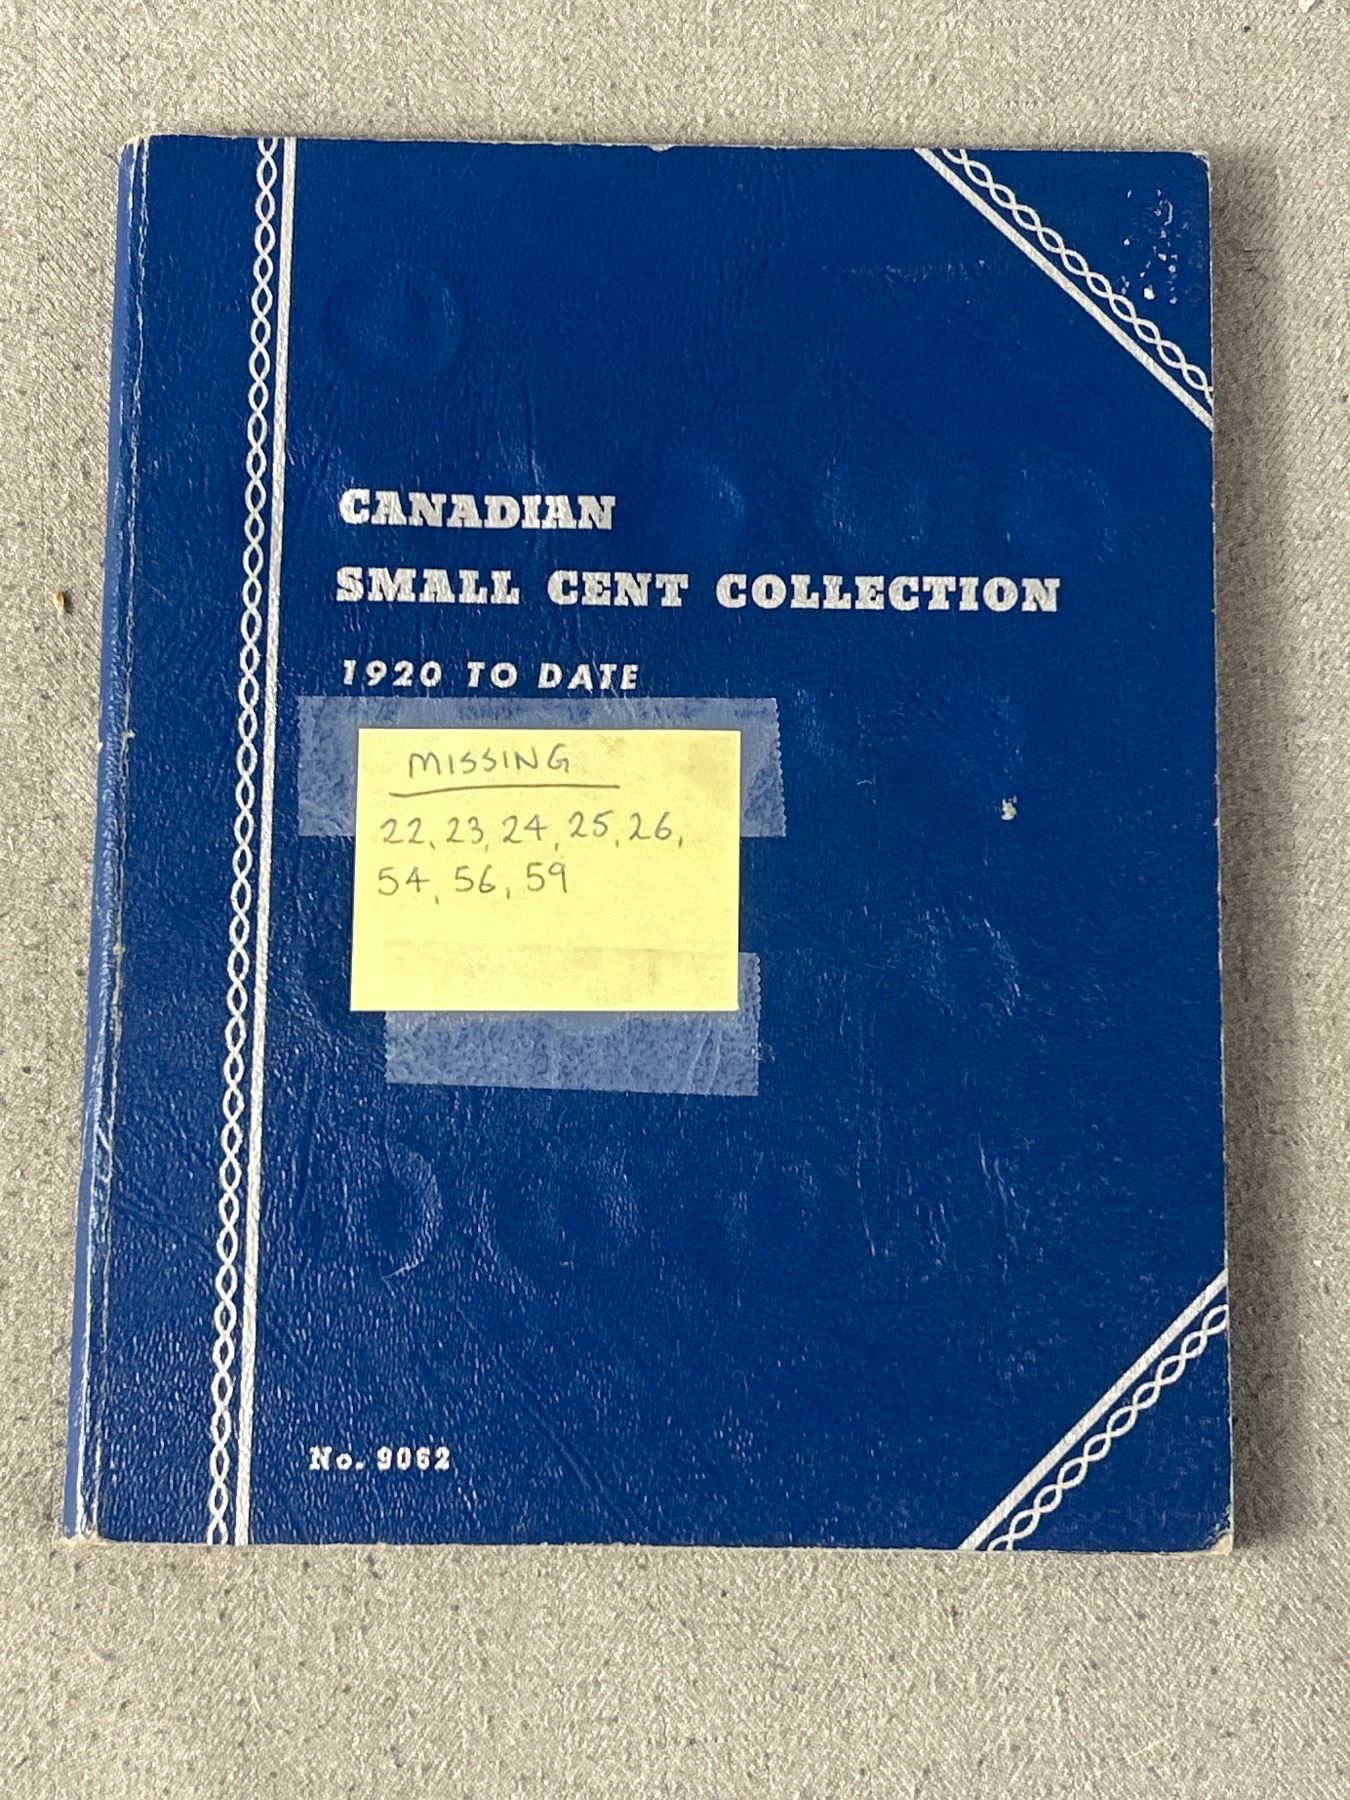 CANADIAN
SMALL CENT COLLECTION
1920 TO DATE
MISSING
22, 23, 24, 25, 26,
54, 56, 59
No. 9062